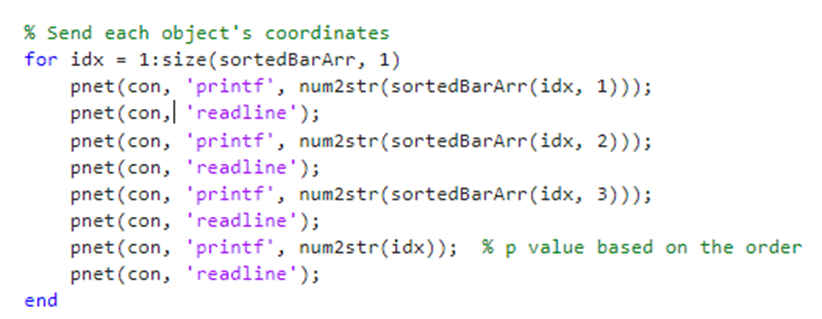 % Send each object's coordinates
for idx = 1:size(sortedBarArr, 1)
    pnet(con, 'printf', num2str(sortedBarArr(idx, 1)));
    pnet(con, 'readline');
    pnet(con, 'printf', num2str(sortedBarArr(idx, 2)));
    pnet(con, 'readline');
    pnet(con, 'printf', num2str(sortedBarArr(idx, 3)));
    pnet(con, 'readline');
    pnet(con, 'printf', num2str(idx));  % p value based on the order
    pnet(con, 'readline');
end